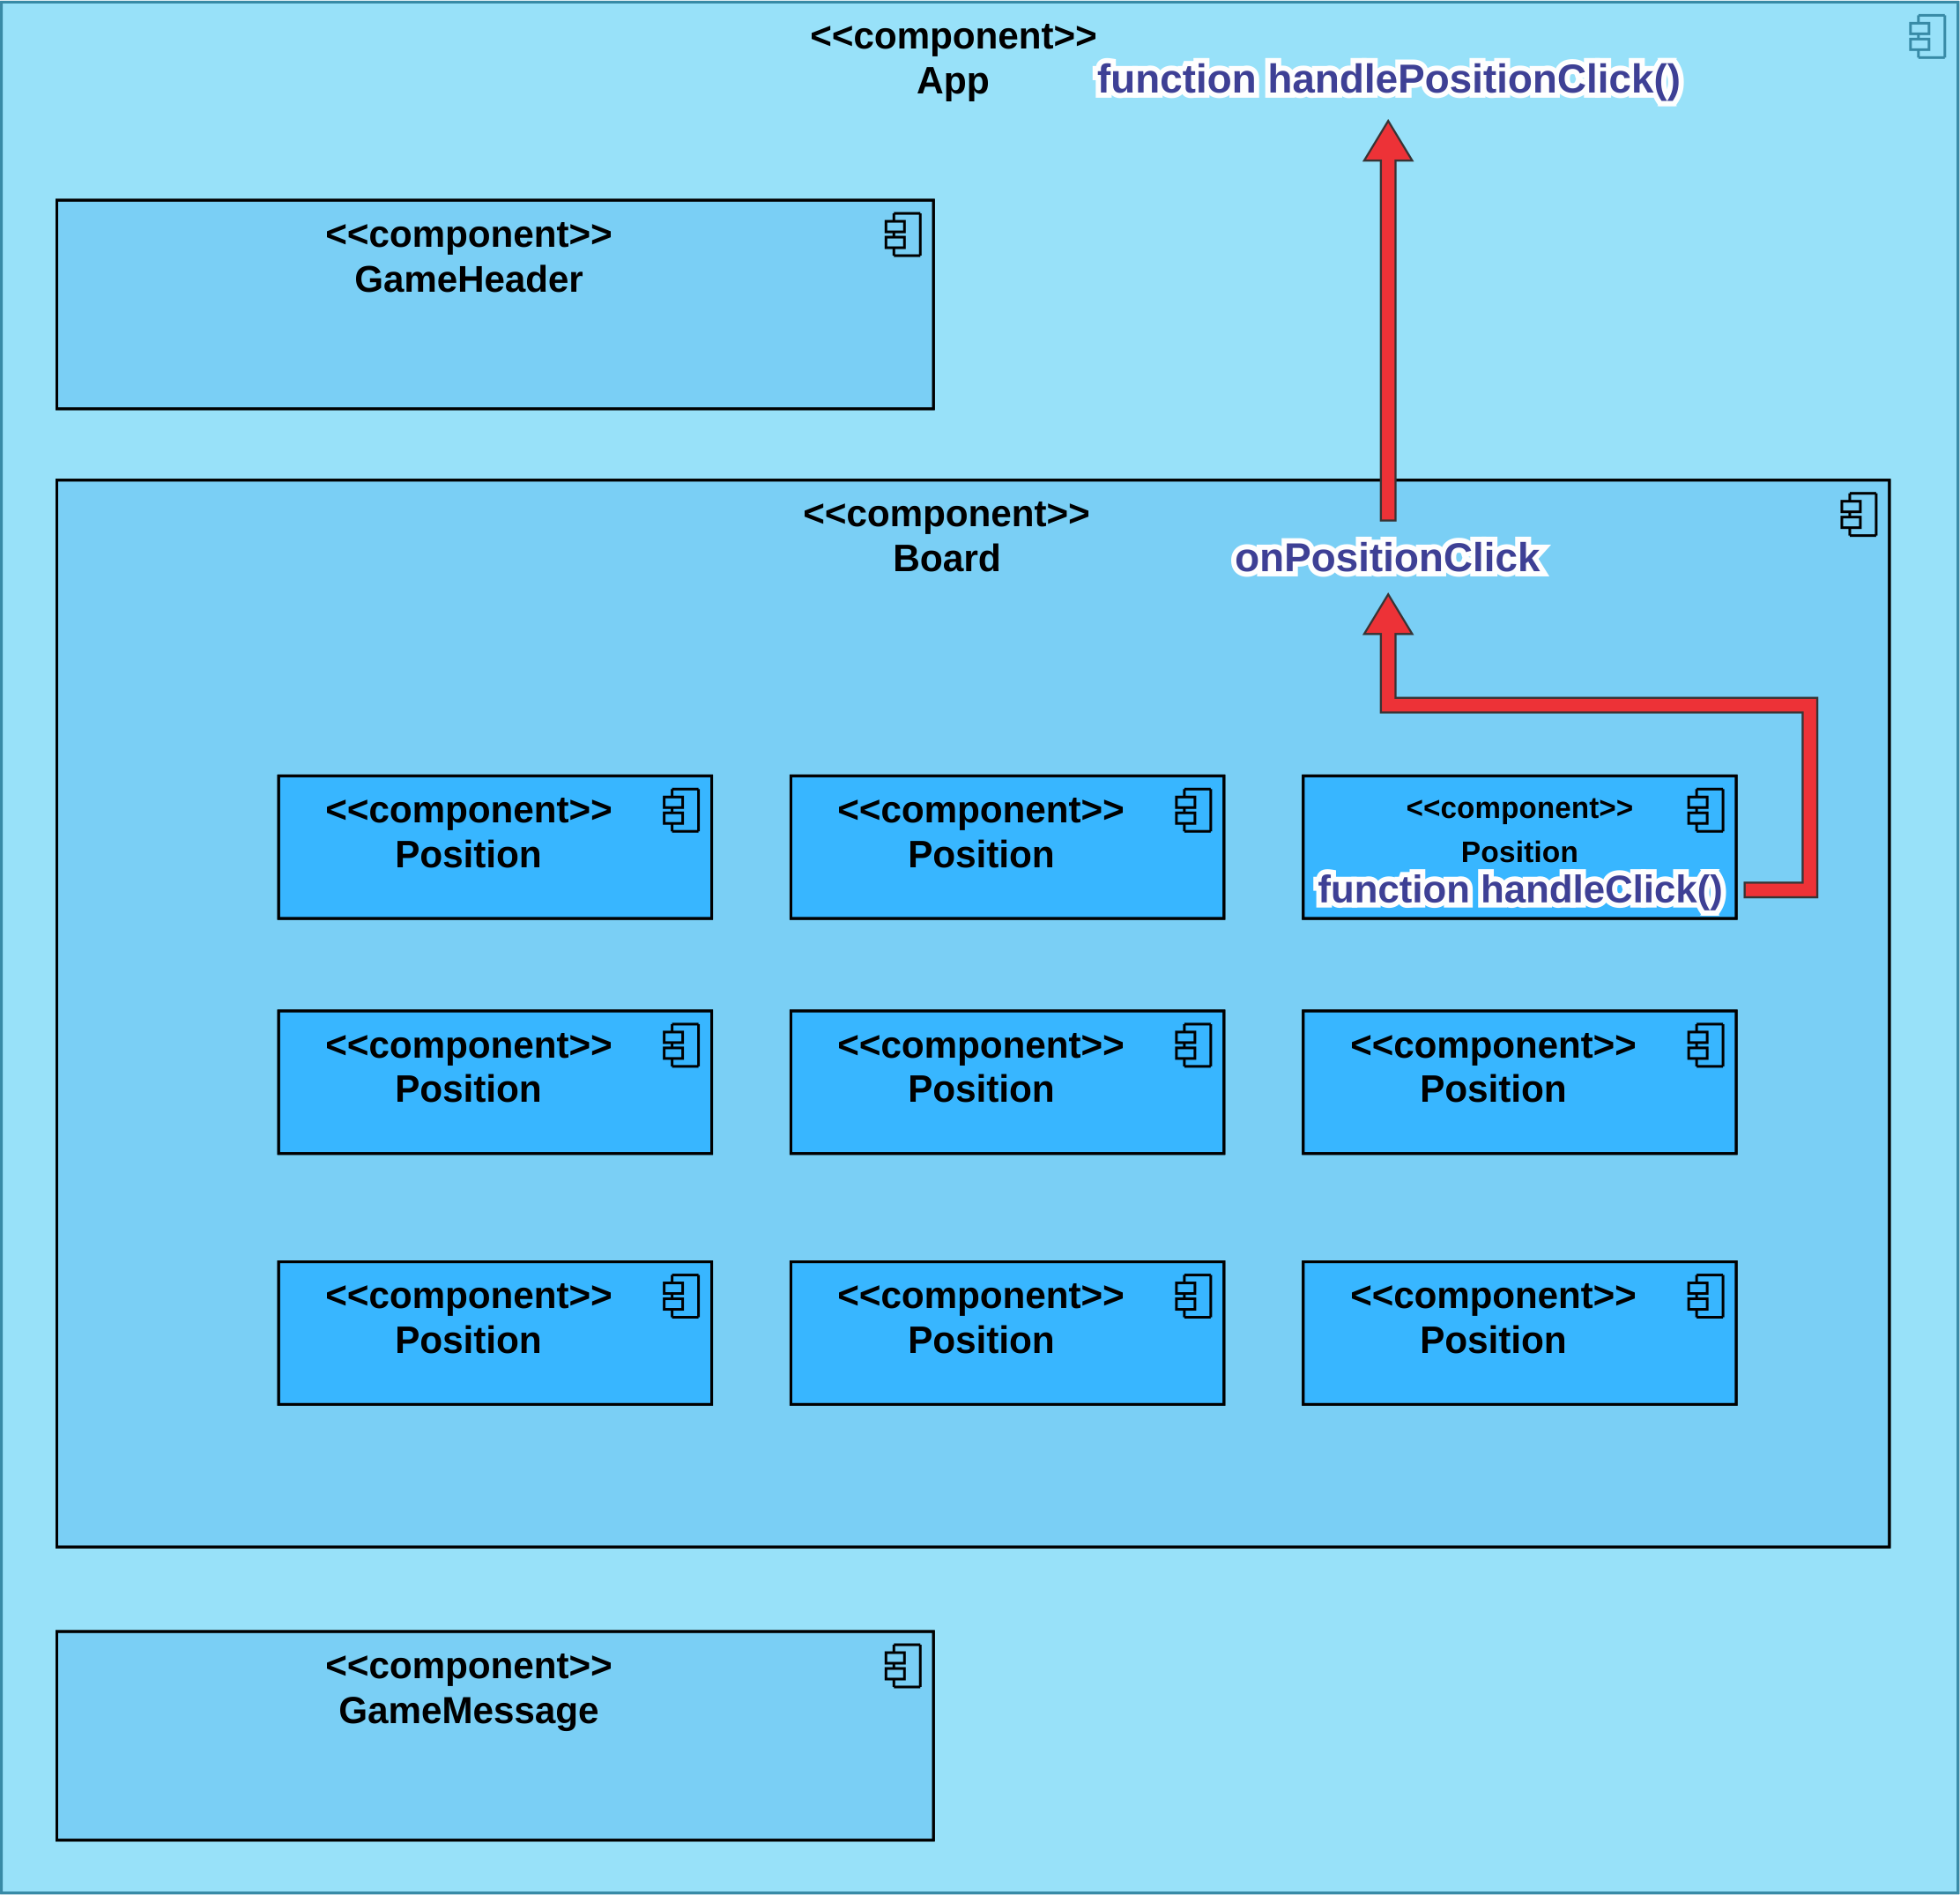 <<component>>
App
function handlePositionClick()
<<component>>
GameHeader
<<component>>
Board
onPositionClick
<<component>>
Position
<<component>>
Position
<<component>>
Position
function handleClick()
<<component>>
Position
<<component>>
Position
<<component>>
Position
<<component>>
Position
<<component>>
Position
<<component>>
Position
<<component>>
GameMessage